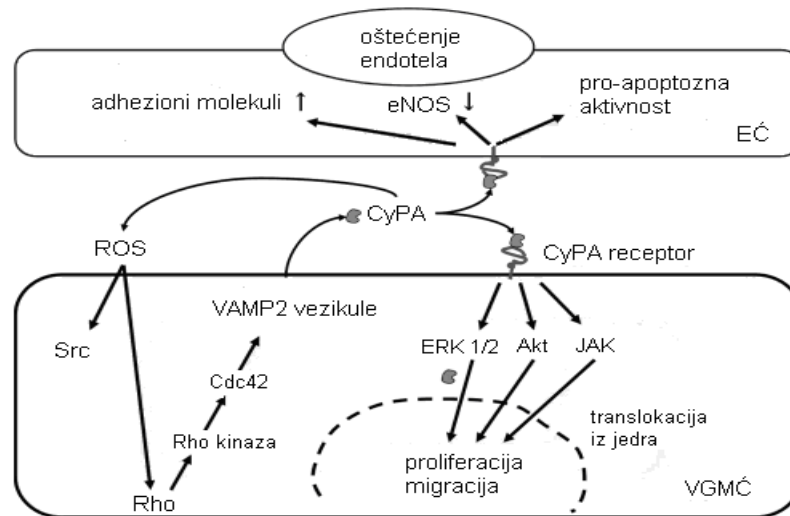 oštećenje
endotela
adhezioni molekuli ↑
eNOS ↓
pro-apoptozna
aktivnost
EĆ
CyPA
ROS
CyPA receptor
VAMP2 vezikule
Src
ERK 1/2
Akt
JAK
Cdc42
Rho kinaza
translokacija
iz jedra
proliferacija
migracija
Rho
VGMĆ